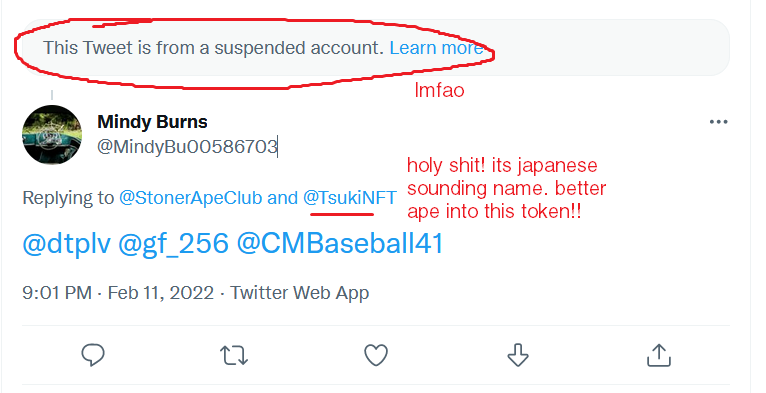 This Tweet is from a suspended account. Learn more
lmfao
Mindy Burns
@MindyBu00586703
holy shit! its japanese
sounding name. better
ape into this token!!
Replying to @StonerApeClub and @TsukiNFT
@dtplv @gf_256 @CMBaseball41
9:01 PM · Feb 11, 2022 · Twitter Web App